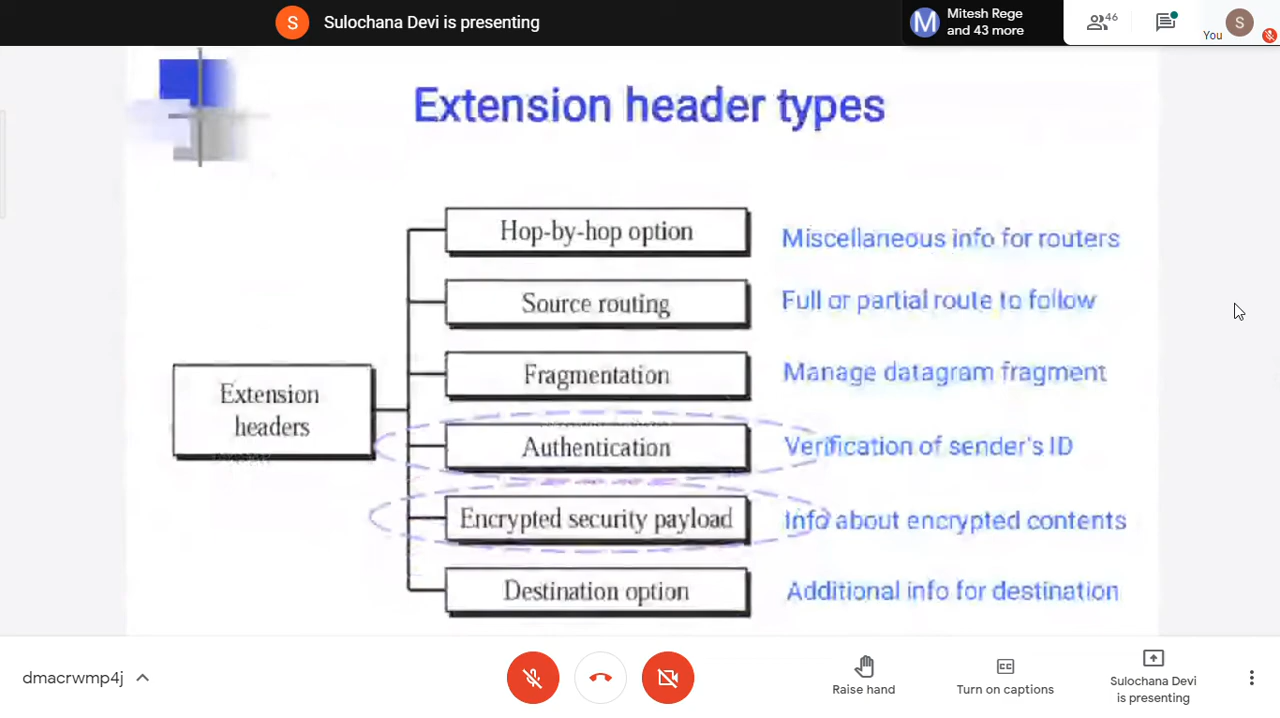 S
Sulochana Devi is presenting
M
Mitesh Rege
and 43 more
46
You
S
Extension header types
Extension
headers
Hop-by-hop option
Miscellaneous info for routers
Source routing
Full or partial route to follow
Fragmentation
Manage datagram fragment
Authentication
Verification of sender's ID
Encrypted security payload
Info about encrypted contents
Destination option
Additional info for destination
dmacrwmp4j
Raise hand
CC
Turn on captions
Sulochana Devi
is presenting